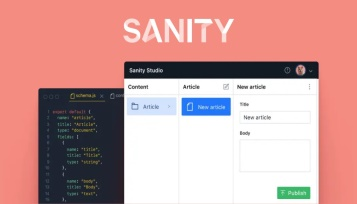 SANITY
Sanity Studio
Content
Article
New article
Article
New article
Title
New article
Body
Publish
schema.js
export default {
name: "article",
title: "Article",
type: "document",
fields: [
{
name: "title",
title: "Title",
type: "string",
},
{
name: "body",
title: "Body",
type: "text",
},